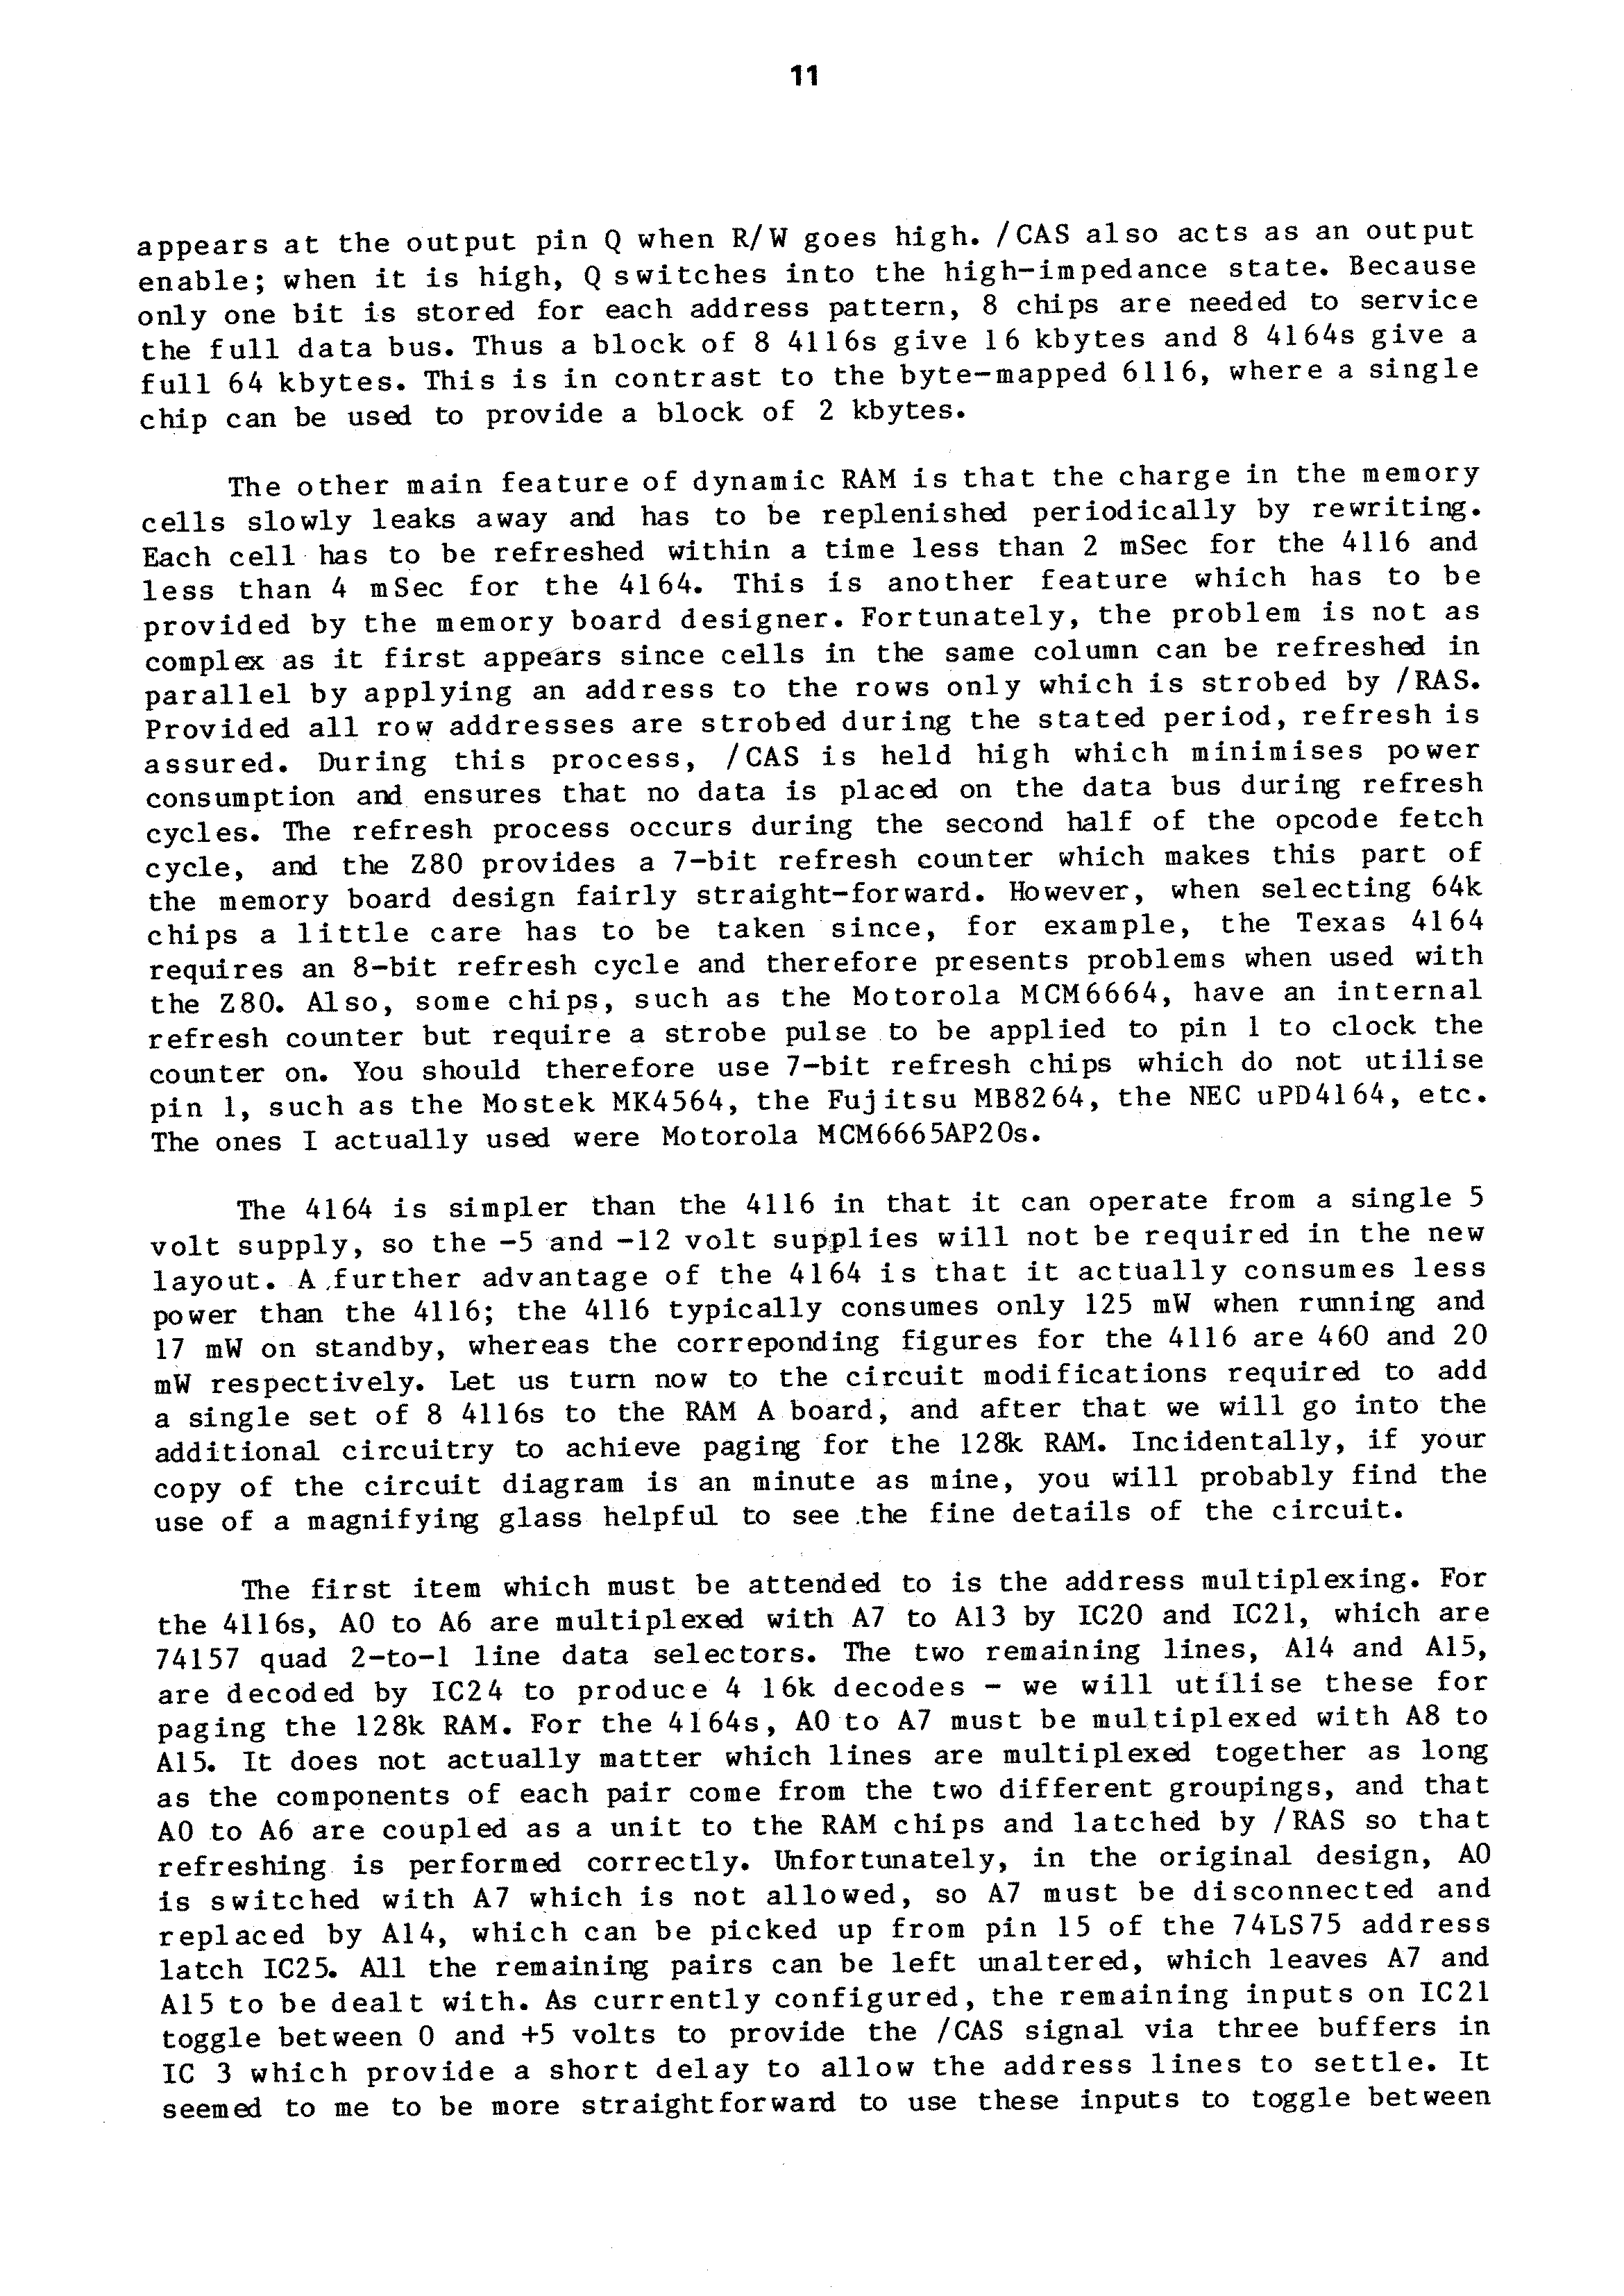 11
appears at the output pin Q when R/W goes high. /CAS also acts as an output
enable; when it is high, Q switches into the high-impedance state. Because
only one bit is stored for each address pattern, 8 chips are needed to service
the full data bus. Thus a block of 8 4116s give 16 kbytes and 8 4164s give a
full 64 kbytes. This is in contrast to the byte-mapped 6116, where a single
chip can be used to provide a block of 2 kbytes.
The other main feature of dynamic RAM is that the charge in the memory
cells slowly leaks away and has to be replenished periodically by rewriting.
Each cell has to be refreshed within a time less than 2 mSec for the 4116 and
less than 4 mSec for the 4164. This is another feature which has to be
provided by the memory board designer. Fortunately, the problem is not as
complex as it first appears since cells in the same column can be refreshed in
parallel by applying an address to the rows only which is strobed by /RAS.
Provided all row addresses are strobed during the stated period, refresh is
assured. During this process, /CAS is held high which minimises power
consumption and ensures that no data is placed on the data bus during refresh
cycles. The refresh process occurs during the second half of the opcode fetch
cycle, and the Z80 provides a 7-bit refresh counter which makes this part of
the memory board design fairly straight-forward. However, when selecting 64k
chips a little care has to be taken since, for example, the Texas 4164
requires an 8-bit refresh cycle and therefore presents problems when used with
the Z80. Also, some chips, such as the Motorola MCM6664, have an internal
refresh counter but require a strobe pulse to be applied to pin 1 to clock the
counter on. You should therefore use 7-bit refresh chips which do not utilise
pin 1, such as the Mostek MK4564, the Fujitsu MB8264, the NEC uPD4164, etc.
The ones I actually used were Motorola MCM6665AP20s.
The 4164 is simpler than the 4116 in that it can operate from a single 5
volt supply, so the -5 and -12 volt supplies will not be required in the new
layout. A further advantage of the 4164 is that it actually consumes less
power than the 4116; the 4116 typically consumes only 125 mW when running and
17 mW on standby, whereas the correponding figures for the 4116 are 460 and 20
mW respectively. Let us turn now to the circuit modifications required to add
a single set of 8 4116s to the RAM A board, and after that we will go into the
additional circuitry to achieve paging for the 128k RAM. Incidentally, if your
copy of the circuit diagram is an minute as mine, you will probably find the
use of a magnifying glass helpful to see the fine details of the circuit.
The first item which must be attended to is the address multiplexing. For
the 4116s, A0 to A6 are multiplexed with A7 to A13 by IC20 and IC21, which are
74157 quad 2-to-1 line data selectors. The two remaining lines, A14 and A15,
are decoded by IC24 to produce 4 16k decodes - we will utilise these for
paging the 128k RAM. For the 4164s, A0 to A7 must be multiplexed with A8 to
A15. It does not actually matter which lines are multiplexed together as long
as the components of each pair come from the two different groupings, and that
A0 to A6 are coupled as a unit to the RAM chips and latched by /RAS so that
refreshing is performed correctly. Unfortunately, in the original design, A0
is switched with A7 which is not allowed, so A7 must be disconnected and
replaced by A14, which can be picked up from pin 15 of the 74LS75 address
latch IC25. All the remaining pairs can be left unaltered, which leaves A7 and
A15 to be dealt with. As currently configured, the remaining inputs on IC21
toggle between 0 and +5 volts to provide the /CAS signal via three buffers in
IC 3 which provide a short delay to allow the address lines to settle. It
seemed to me to be more straightforward to use these inputs to toggle between